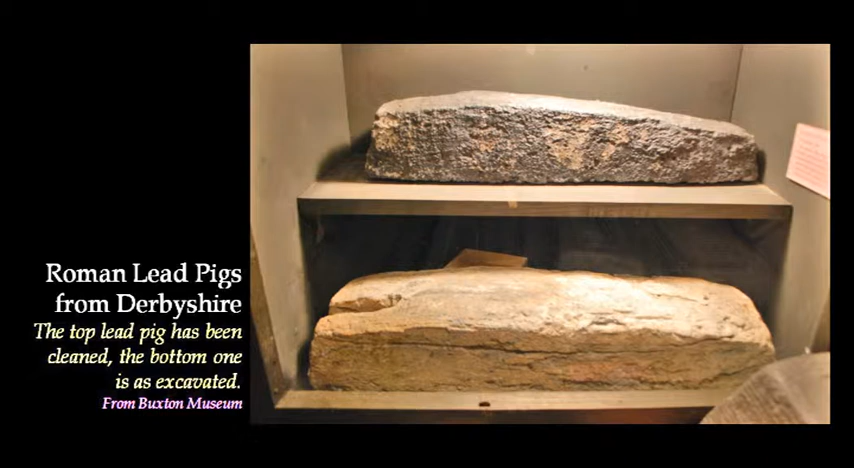 Roman Lead Pigs
from Derbyshire
The top lead pig has been
cleaned, the bottom one
is as excavated.
From Buxton Museum